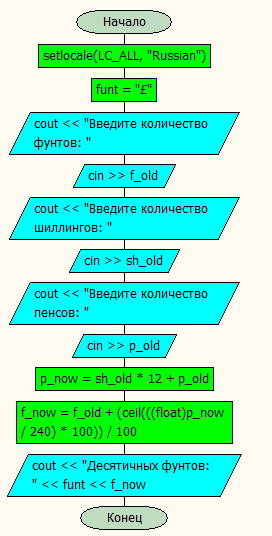 Начало
setlocale(LC_ALL, "Russian")
funt = "£"
cout << "Введите количество
фунтов: "
cin >> f_old
cout << "Введите количество
шиллингов: "
cin >> sh_old
cout << "Введите количество
пенсов: "
cin >> p_old
p_now = sh_old * 12 + p_old
f_now = f_old + (ceil(((float)p_now
/ 240) * 100)) / 100
cout << "Десятичных фунтов:
" << funt << f_now
Конец